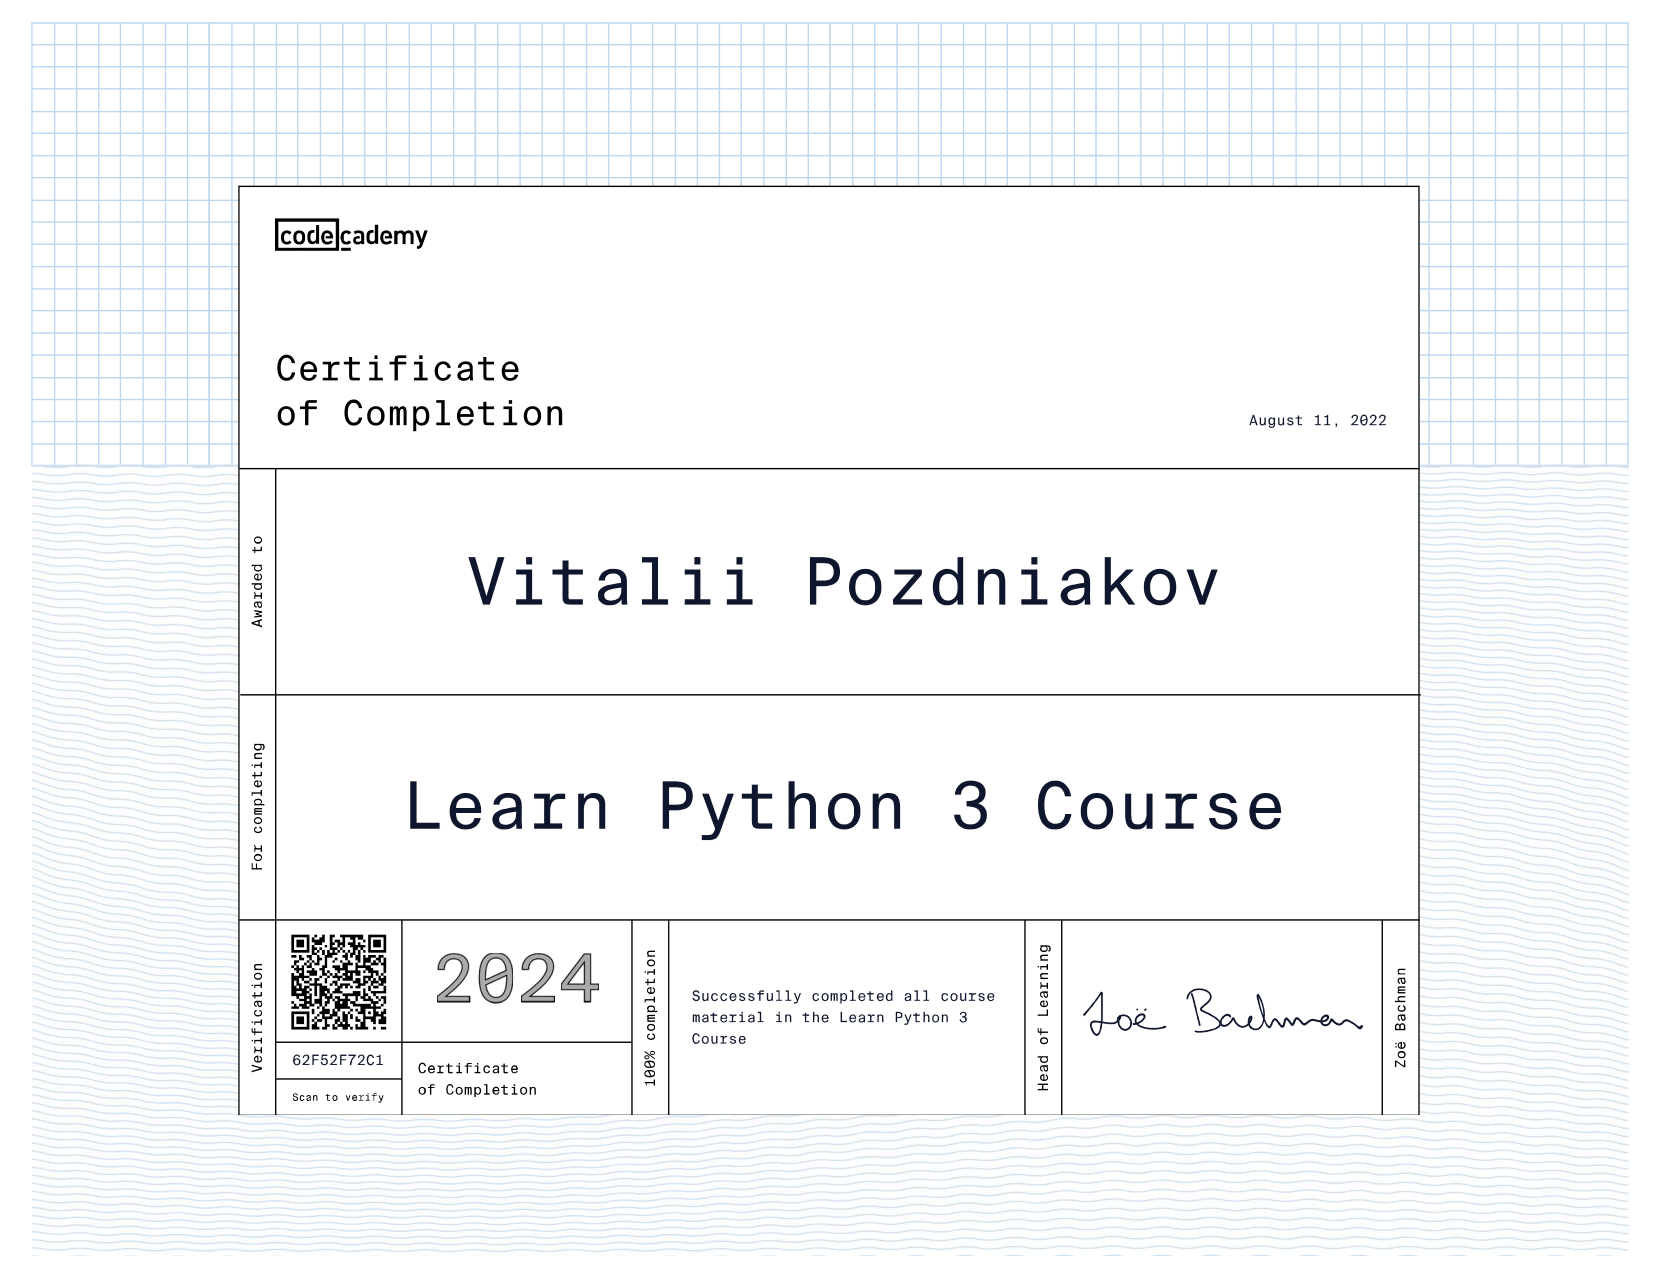 codecademy
Certificate
of Completion
August 11, 2022
Awarded to
Vitalii Pozdniakov
For completing
Learn Python 3 Course
Verification
62F52F72C1
Scan to verify
2024
Certificate
of Completion
100% completion
Successfully completed all course
material in the Learn Python 3
Course
Head of Learning
Zoë Bachman
Zoë Bachman